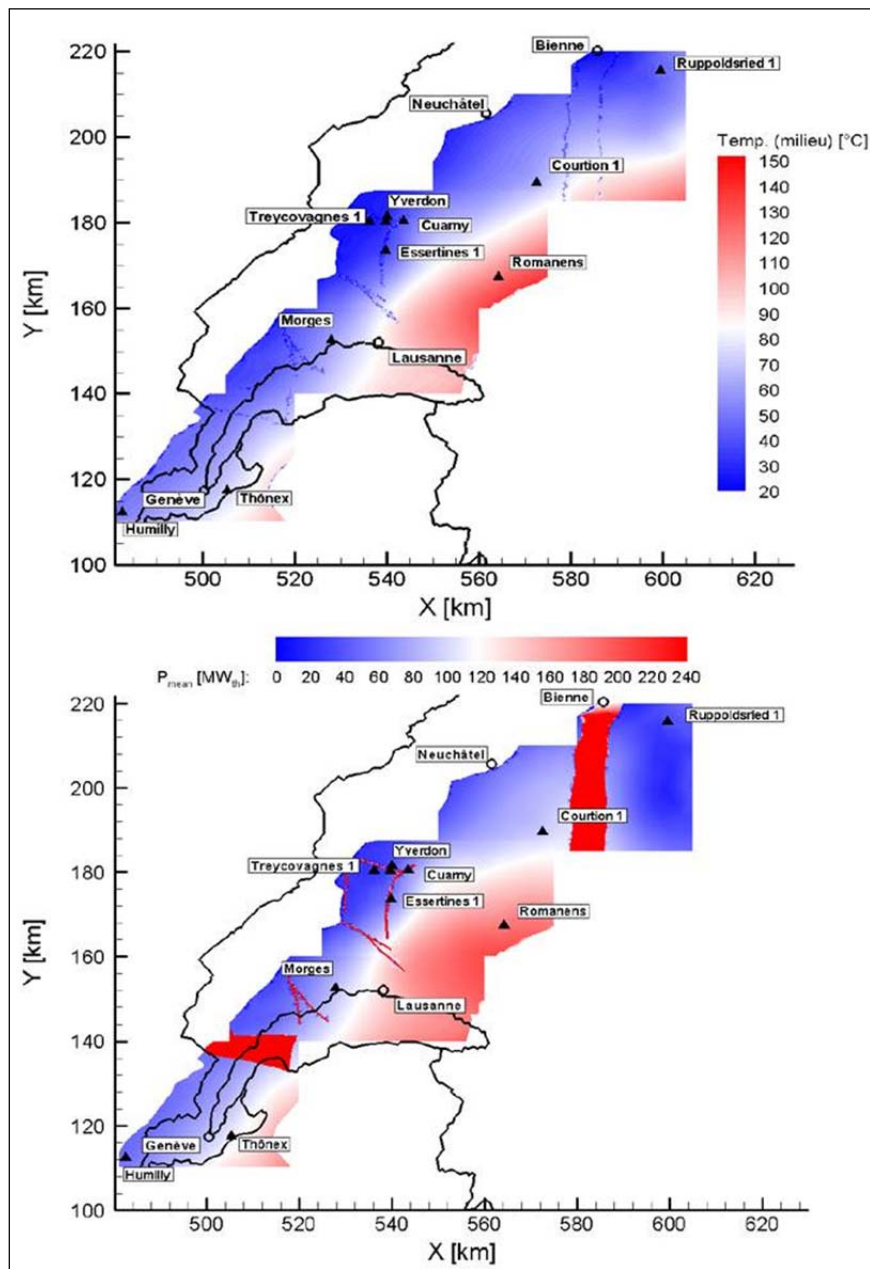 220
200
180
160
140
120
100
Y [km]
500
520
540
560
580
600
620
X [km]
Bienne
Ruppoldsried 1
Neuchâtel
Courtion 1
Yverdon
Treycovagnes 1
Cuarny
Essertines 1
Romanens
Morges
Lausanne
Genève
Thônex
Humilly
Temp. (milieu) [°C]
150
140
130
120
110
100
90
80
70
60
50
40
30
20
0 20 40 60 80 100 120 140 160 180 200 220 240
Pmean [MWth]:
220
200
180
160
140
120
100
Y [km]
500
520
540
560
580
600
620
X [km]
Bienne
Ruppoldsried 1
Neuchâtel
Courtion 1
Yverdon
Treycovagnes 1
Cuarny
Essertines 1
Romanens
Morges
Lausanne
Genève
Thônex
Humilly